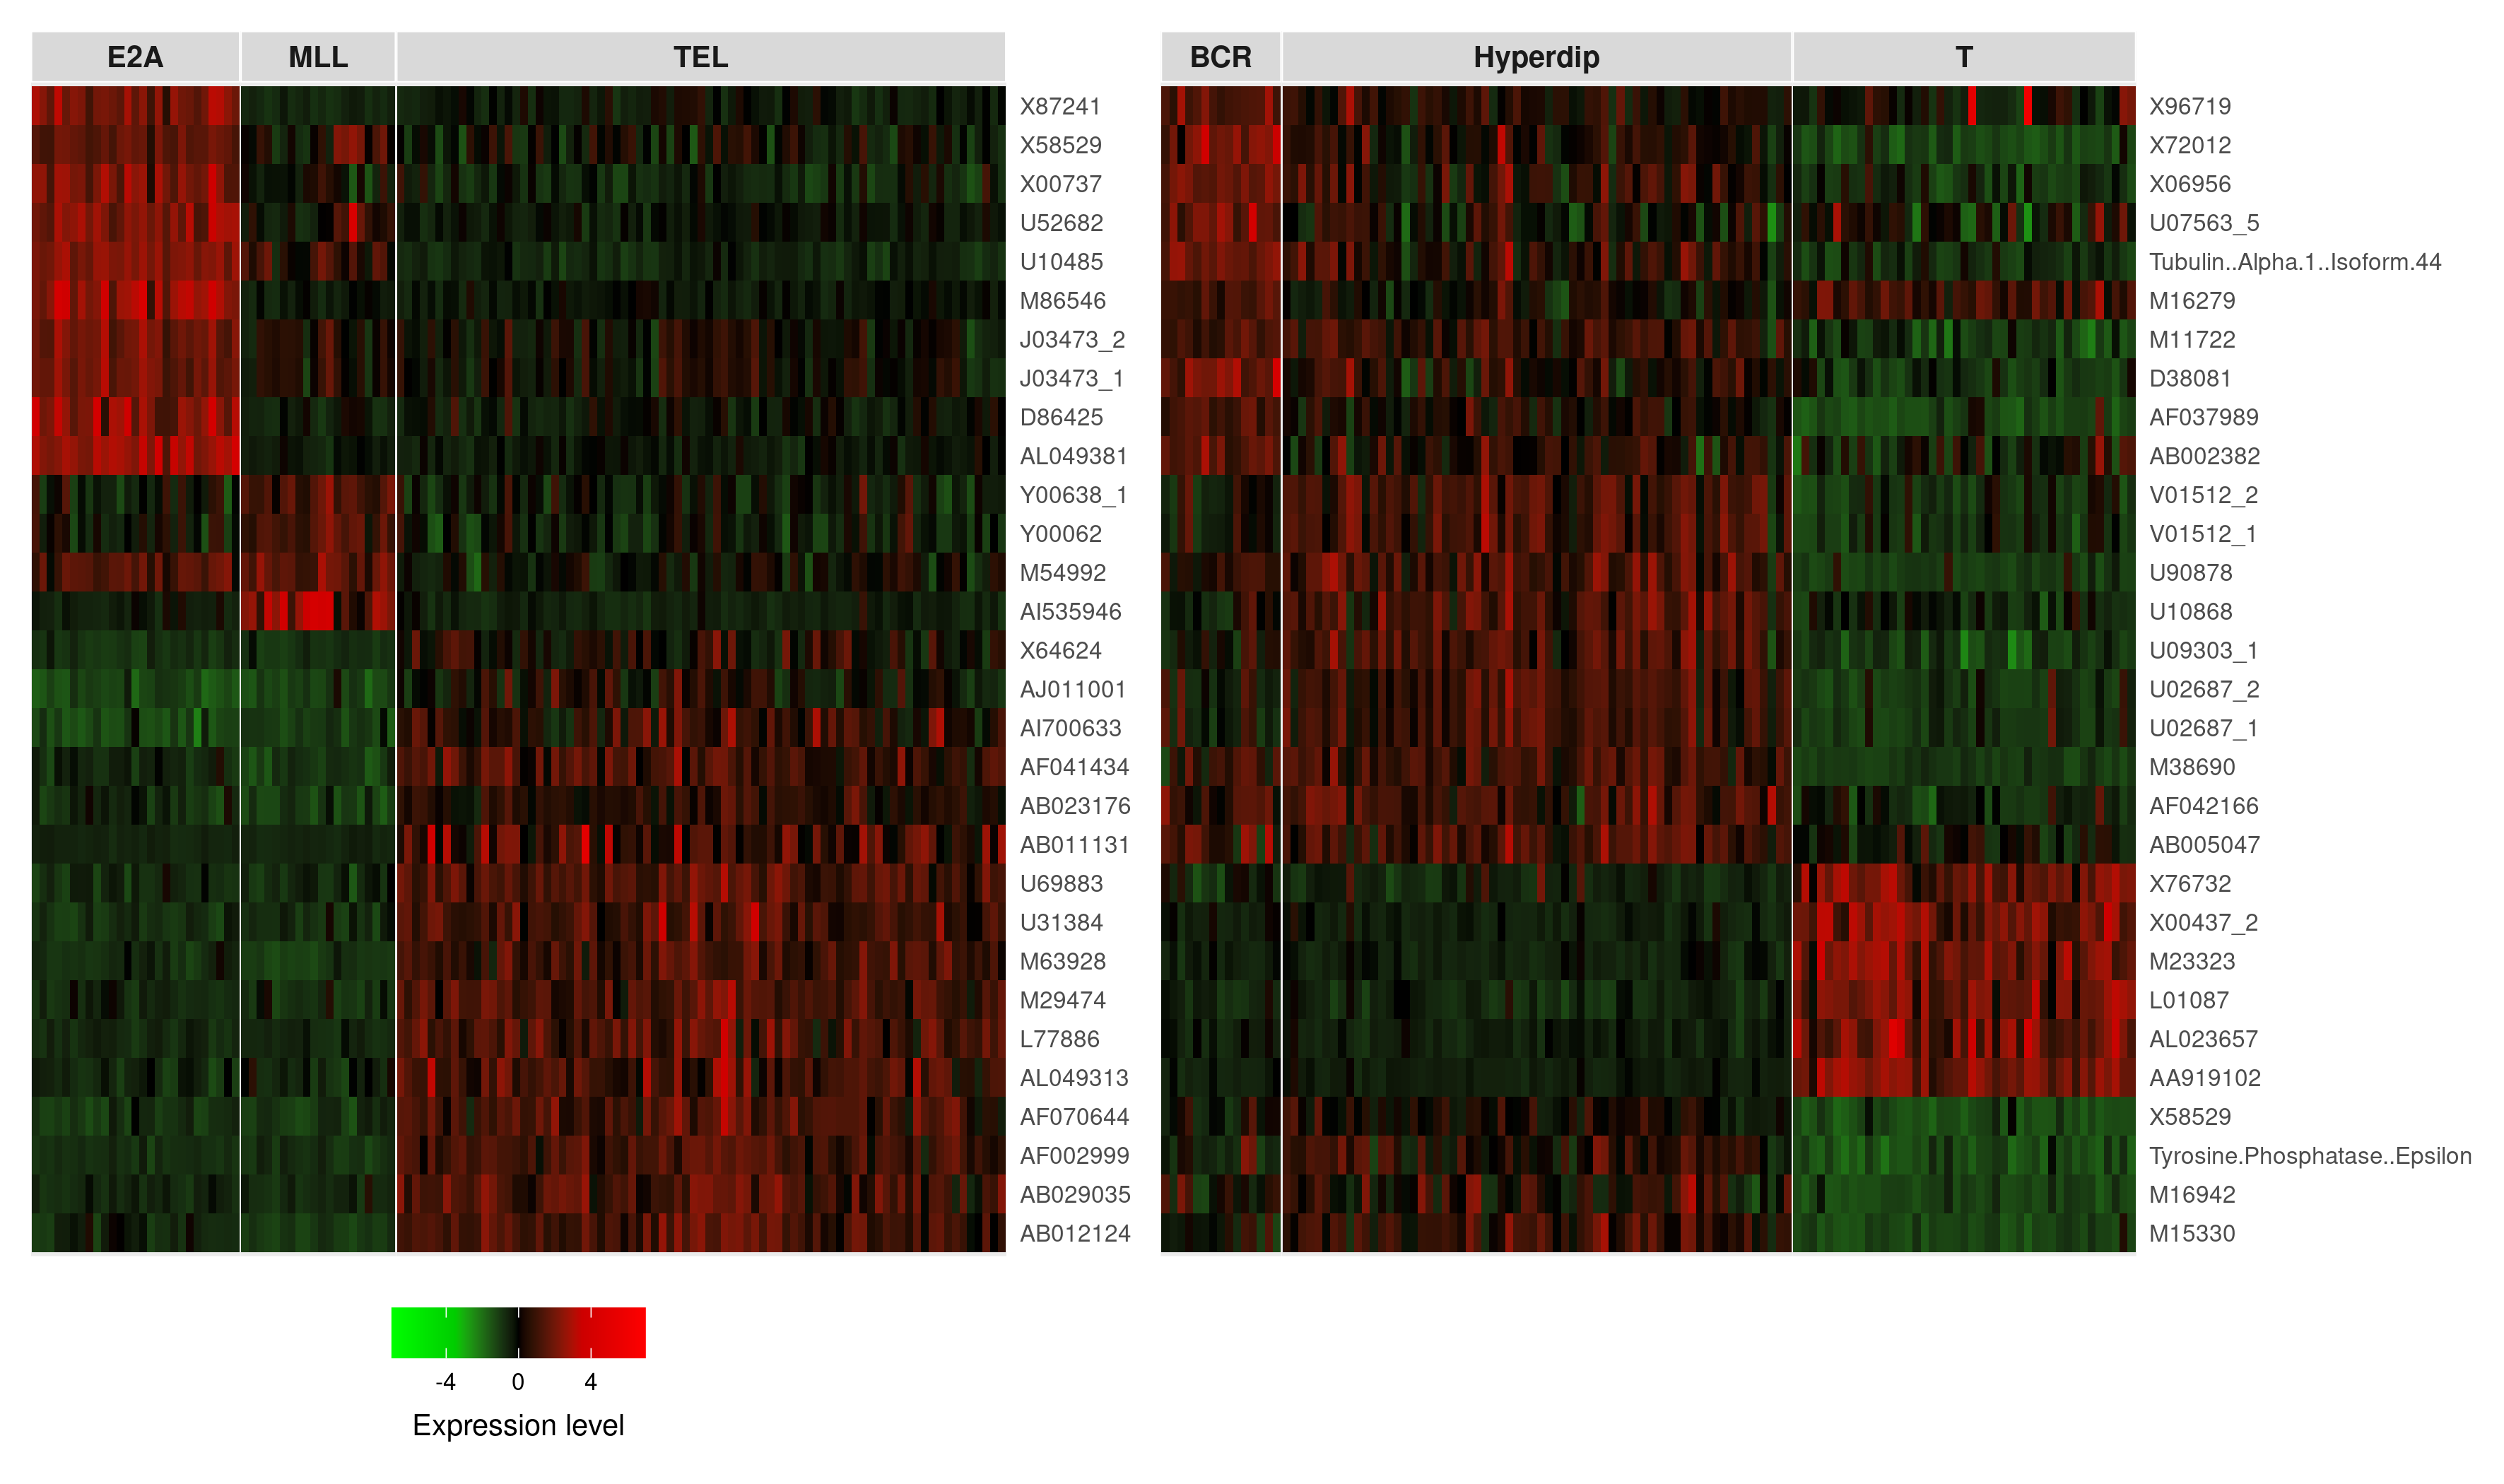 E2A MLL TEL
X87241
X58529
X00737
U52682
U10485
M86546
J03473_2
J03473_1
D86425
AL049381
Y00638_1
Y00062
M54992
AI535946
X64624
AJ011001
AI700633
AF041434
AB023176
AB011131
U69883
U31384
M63928
M29474
L77886
AL049313
AF070644
AF002999
AB029035
AB012124
BCR Hyperdip T
X96719
X72012
X06956
U07563_5
Tubulin..Alpha.1..Isoform.44
M16279
M11722
D38081
AF037989
AB002382
V01512_2
V01512_1
U90878
U10868
U09303_1
U02687_2
U02687_1
M38690
AF042166
AB005047
X76732
X00437_2
M23323
L01087
AL023657
AA919102
X58529
Tyrosine.Phosphatase..Epsilon
M16942
M15330
-4 0 4
Expression level